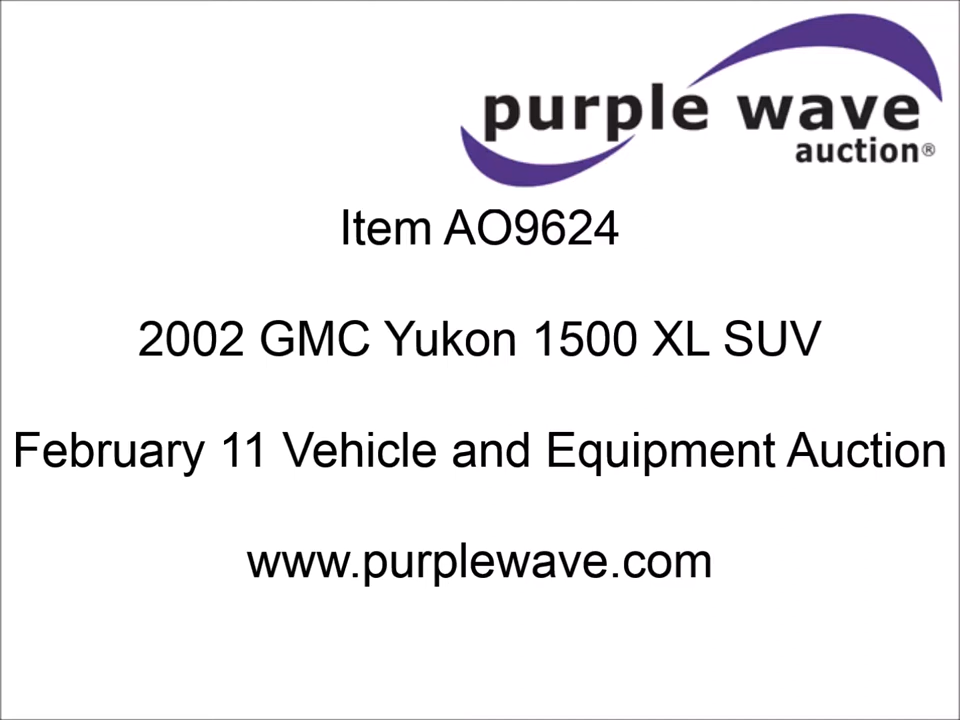 purple wave
auction®
Item AO9624
2002 GMC Yukon 1500 XL SUV
February 11 Vehicle and Equipment Auction
www.purplewave.com